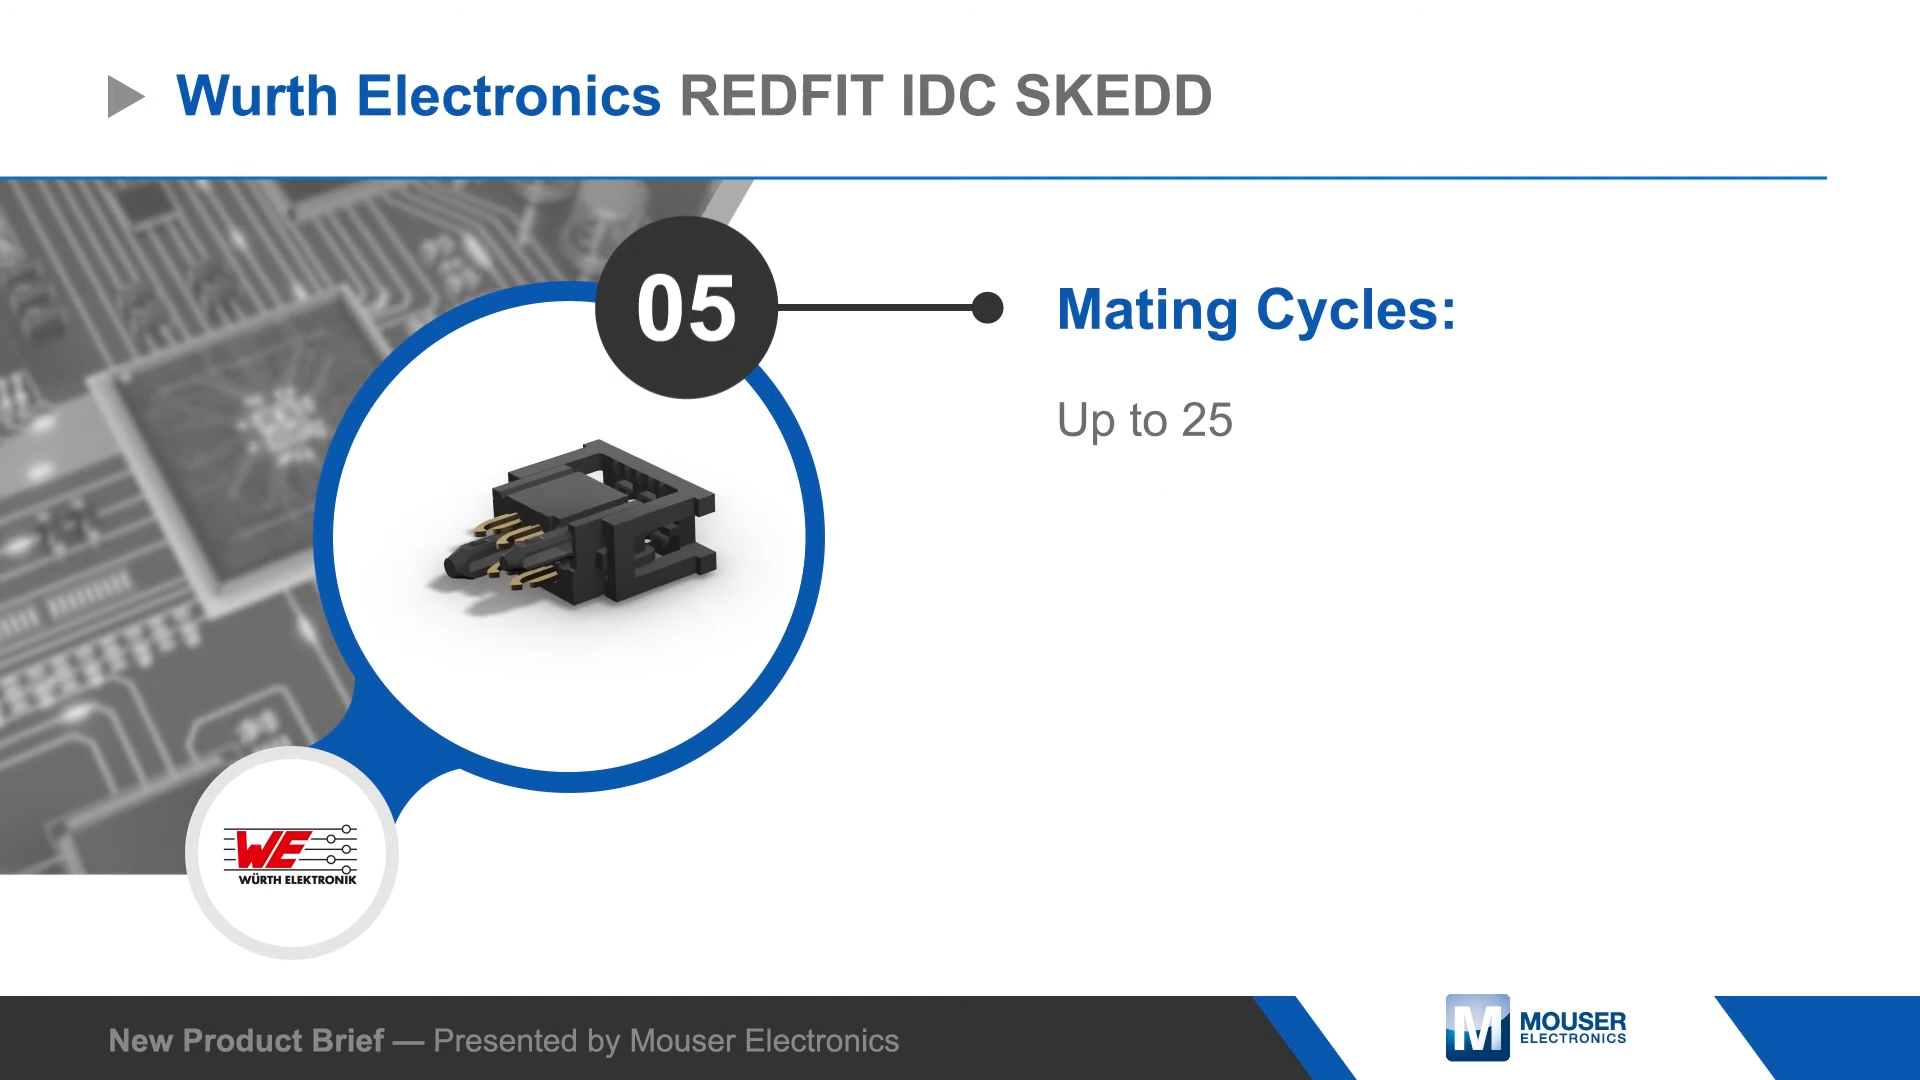 Wurth Electronics REDFIT IDC SKEDD
05
Mating Cycles:
Up to 25
WE
WÜRTH ELEKTRONIK
New Product Brief — Presented by Mouser Electronics
M
MOUSER
ELECTRONICS